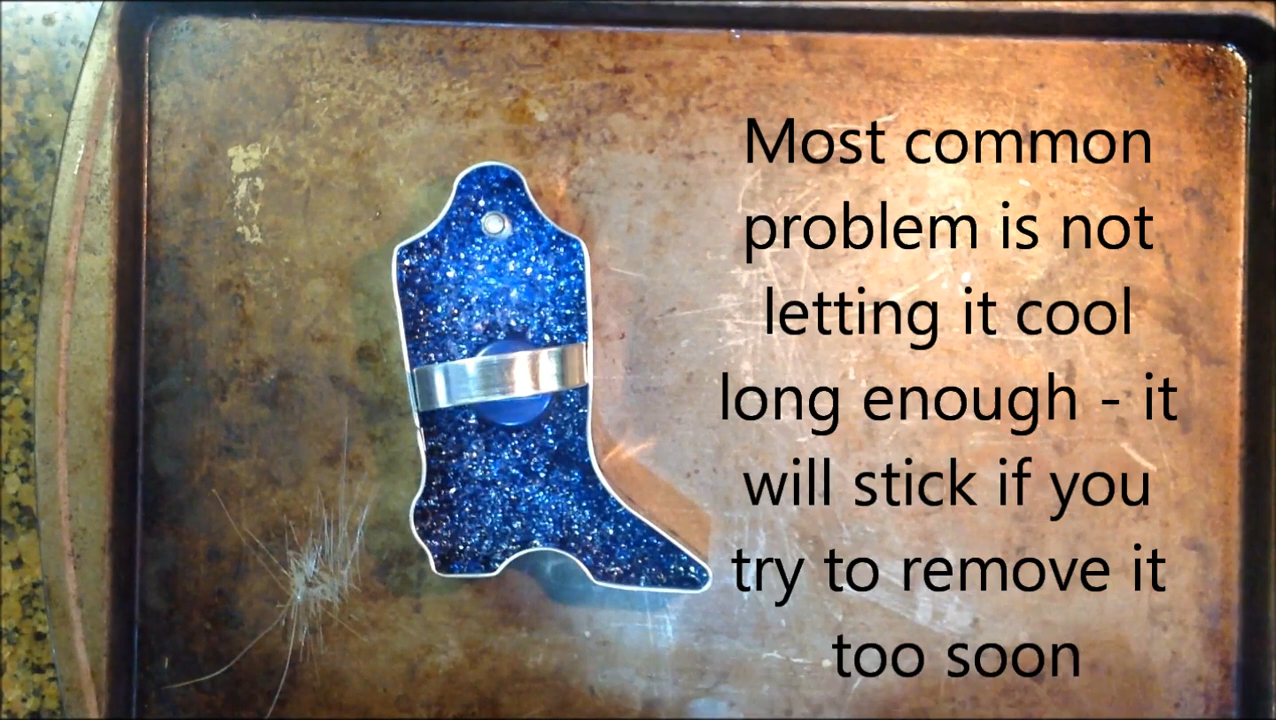 Most common
problem is not
letting it cool
long enough - it
will stick if you
try to remove it
too soon